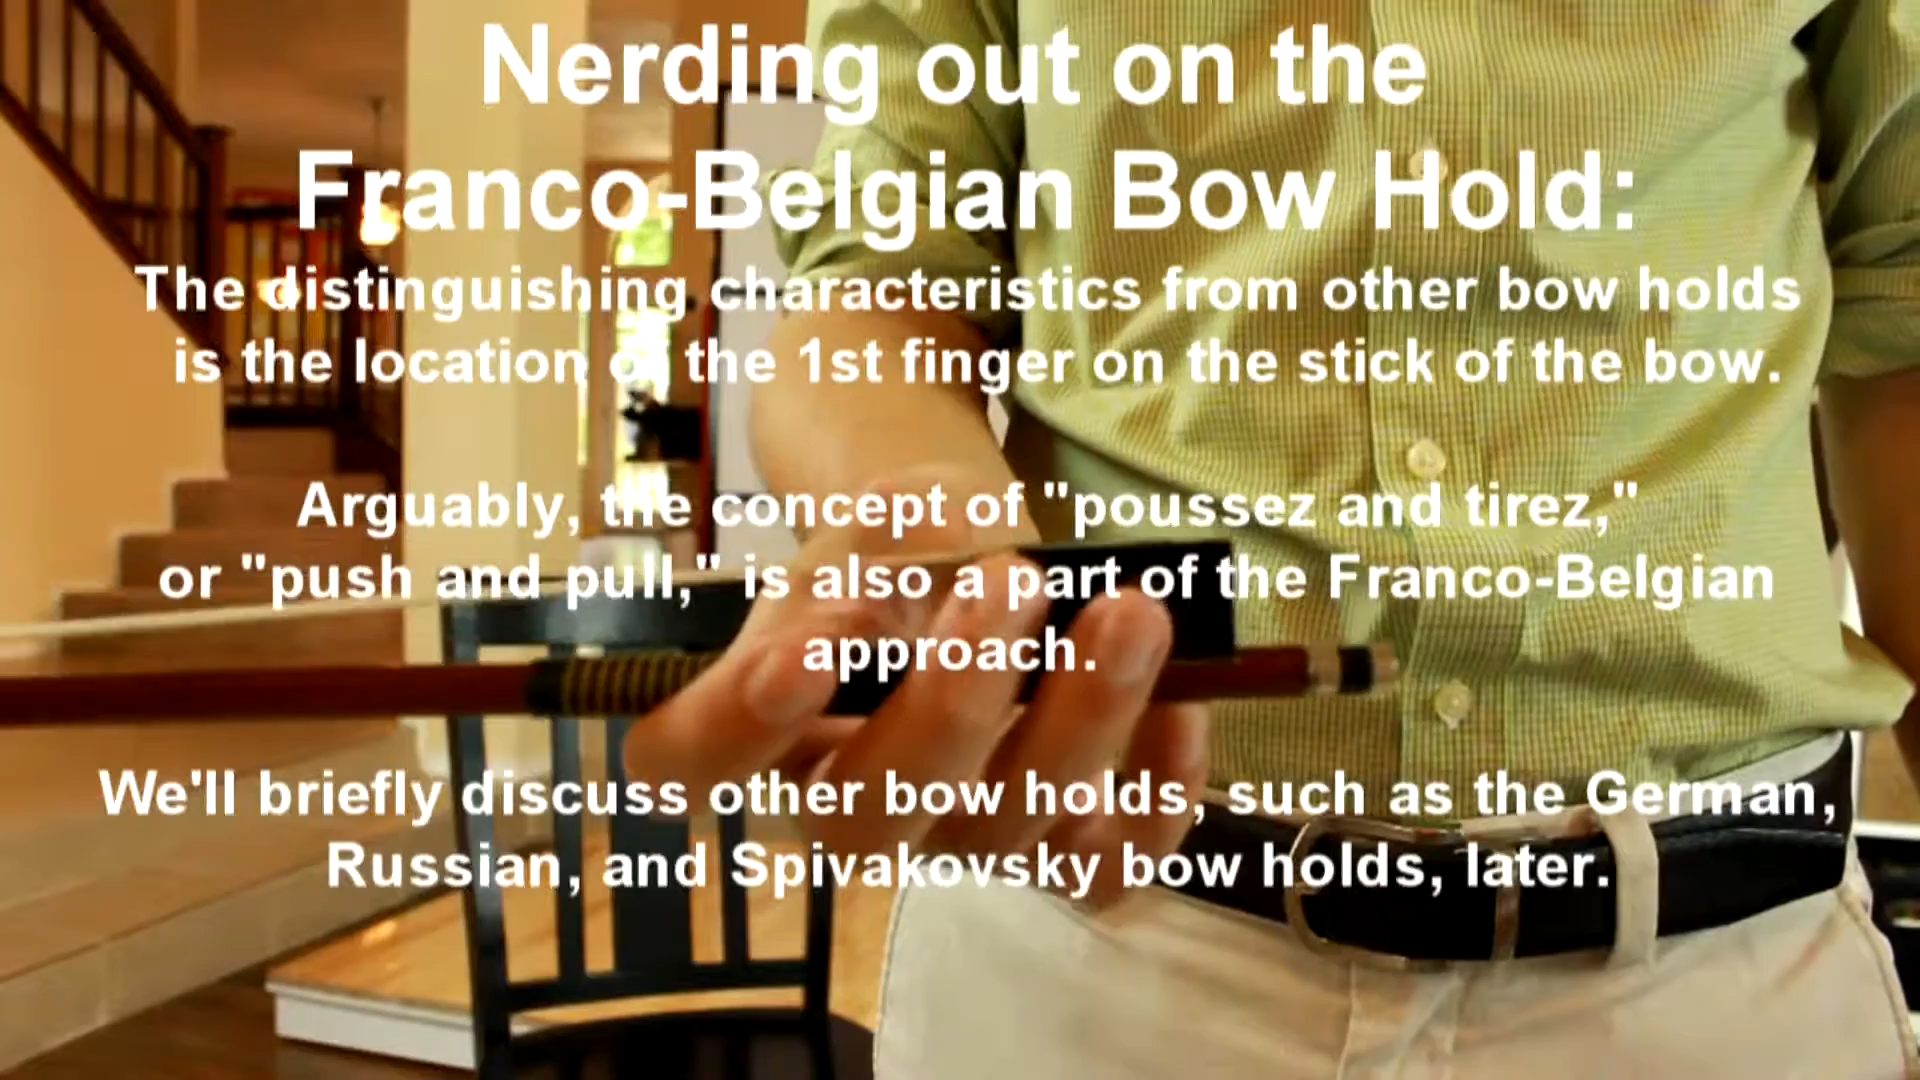 Nerding out on the
Franco-Belgian Bow Hold:
The distinguishing characteristics from other bow holds
is the location of the 1st finger on the stick of the bow.
Arguably, the concept of "poussez and tirez,"
or "push and pull," is also a part of the Franco-Belgian
approach.
We'll briefly discuss other bow holds, such as the German,
Russian, and Spivakovsky bow holds, later.